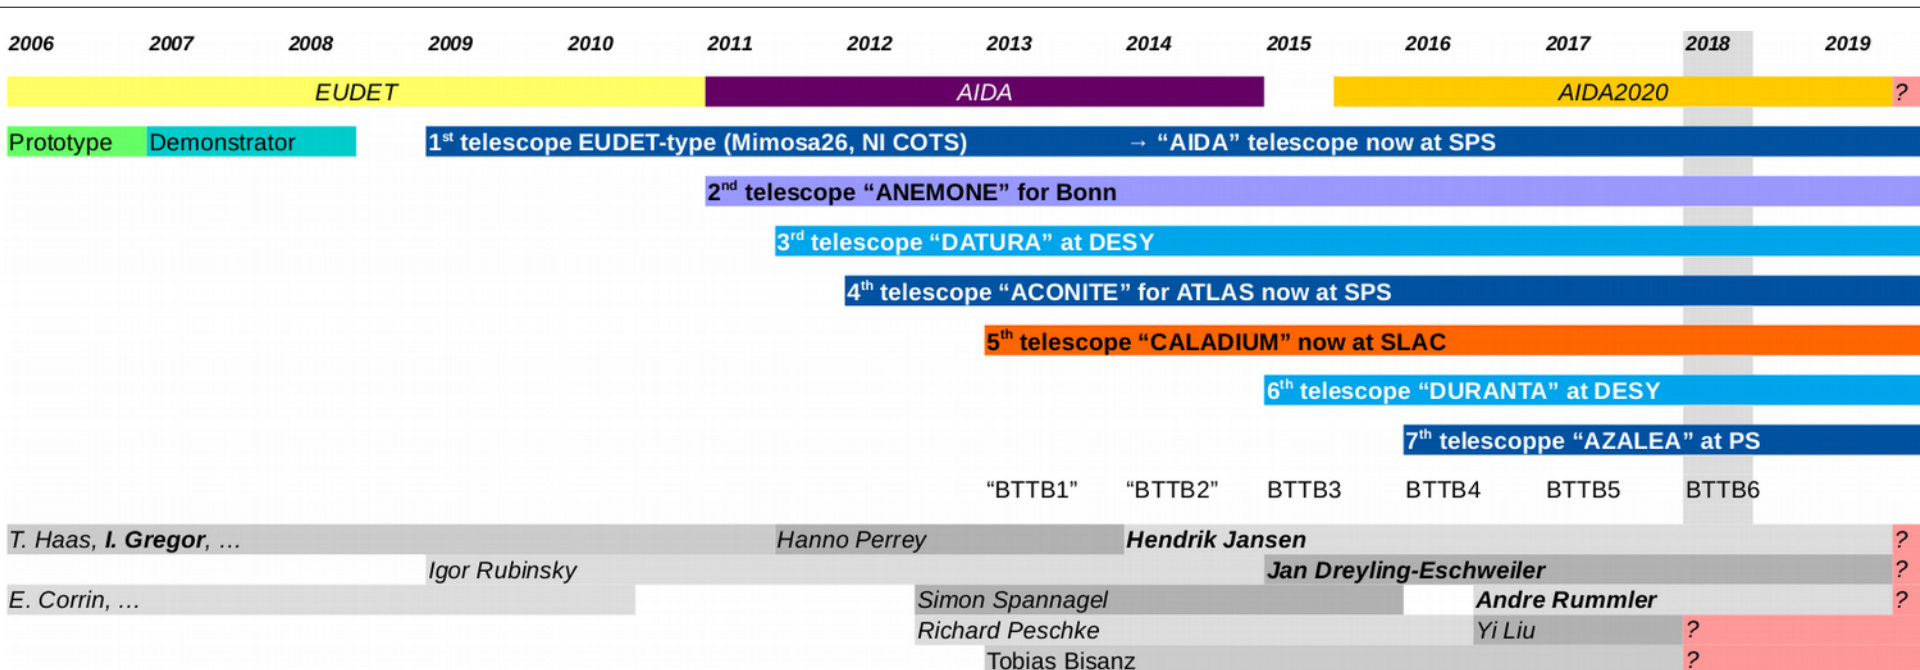 2006 2007 2008 2009 2010 2011 2012 2013 2014 2015 2016 2017 2018 2019
EUDET AIDA AIDA2020 ?
Prototype Demonstrator 1st telescope EUDET-type (Mimosa26, NI COTS) → “AIDA” telescope now at SPS
2nd telescope “ANEMONE” for Bonn
3rd telescope “DATURA” at DESY
4th telescope “ACONITE” for ATLAS now at SPS
5th telescope “CALADIUM” now at SLAC
6th telescope “DURANTA” at DESY
7th telescoppe “AZALEA” at PS
“BTTB1” “BTTB2” BTTB3 BTTB4 BTTB5 BTTB6
T. Haas, I. Gregor, … Hanno Perrey Hendrik Jansen ?
Igor Rubinsky Jan Dreyling-Eschweiler ?
E. Corrin, … Simon Spannagel Andre Rummler ?
Richard Peschke Yi Liu ?
Tobias Bisanz ?